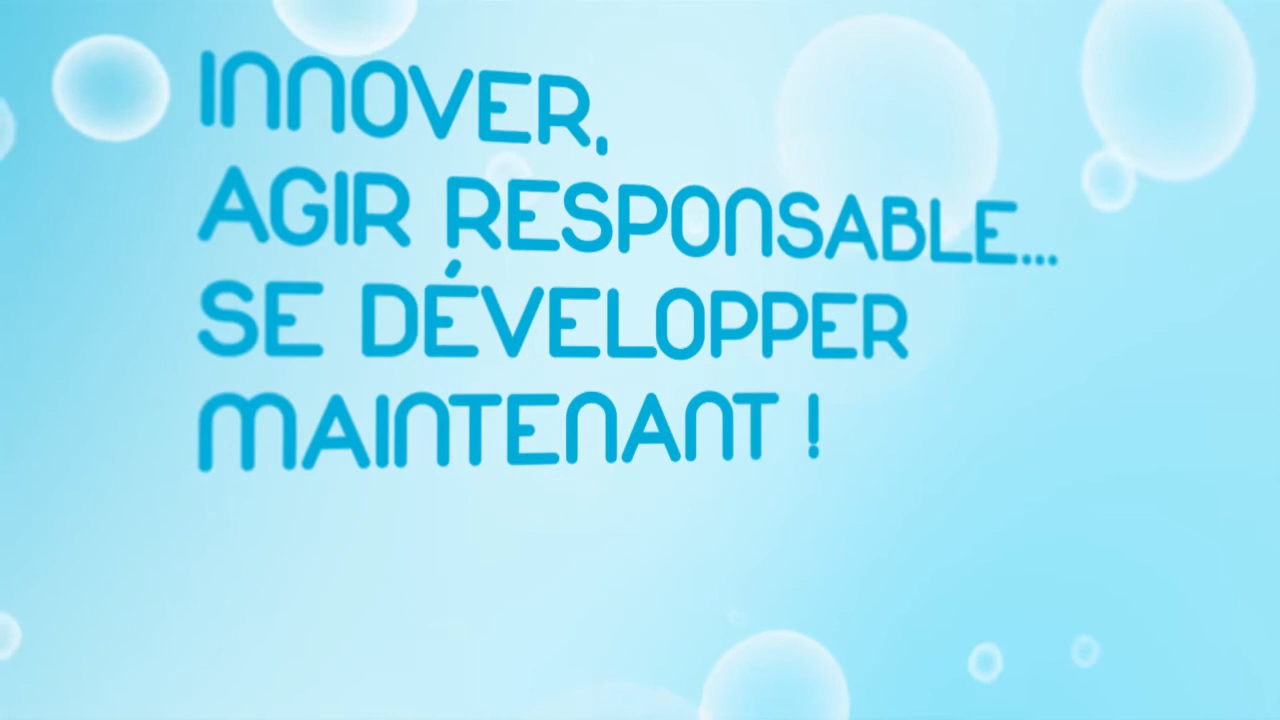 INNOVER,
AGIR RESPONSABLE...
SE DÉVELOPPER
MAINTENANT !